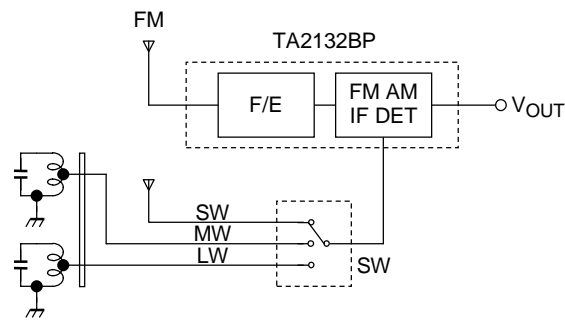 FM
TA2132BP
F/E
FM AM
IF DET
VOUT
SW
MW
LW
SW